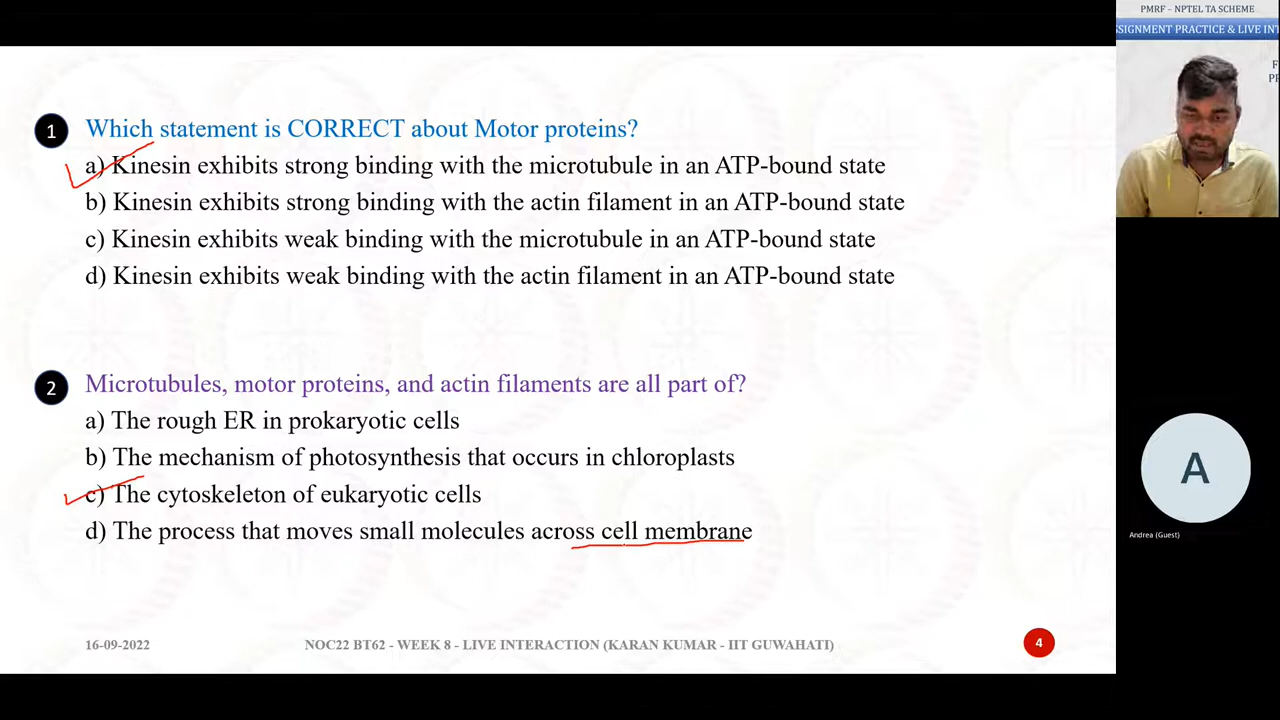 PMRF – NPTEL TA SCHEME
SSIGNMENT PRACTICE & LIVE INT
F
PR
1 Which statement is CORRECT about Motor proteins?
a) Kinesin exhibits strong binding with the microtubule in an ATP-bound state
b) Kinesin exhibits strong binding with the actin filament in an ATP-bound state
c) Kinesin exhibits weak binding with the microtubule in an ATP-bound state
d) Kinesin exhibits weak binding with the actin filament in an ATP-bound state
2 Microtubules, motor proteins, and actin filaments are all part of?
a) The rough ER in prokaryotic cells
b) The mechanism of photosynthesis that occurs in chloroplasts
c) The cytoskeleton of eukaryotic cells
d) The process that moves small molecules across cell membrane
A
Andrea (Guest)
16-09-2022 NOC22 BT62 - WEEK 8 - LIVE INTERACTION (KARAN KUMAR - IIT GUWAHATI) 4